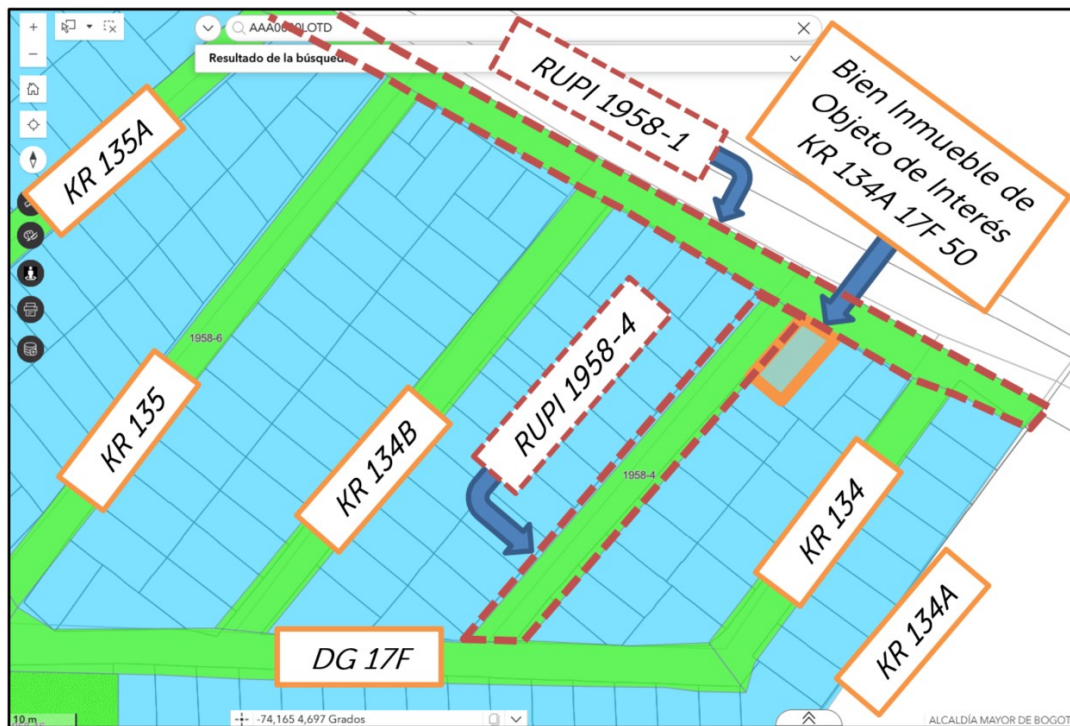 AAA0
LOTD
Resultado de la búsqued
RUPI 1958-1
Bien Inmueble de
Objeto de Interés
KR 134A 17F 50
KR 135A
1958-6
RUPI 1958-4
KR 135
KR 134B
1958-4
KR 134
KR 134A
DG 17F
10 m
-74,165 4,697 Grados
ALCALDÍA MAYOR DE BOGOT